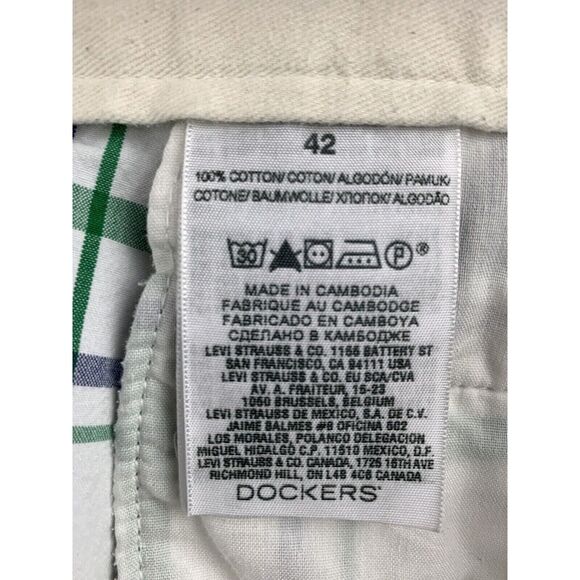 42
100% COTTON/ COTON/ ALGODÓN/ PAMUK/
COTONE/ BAUMWOLLE/ ХЛОПОК/ ALGODÃO
30 P ®
MADE IN CAMBODIA
FABRIQUE AU CAMBODGE
FABRICADO EN CAMBOYA
СДЕЛАНО В КАМБОДЖЕ
LEVI STRAUSS & CO. 1155 BATTERY ST
SAN FRANCISCO, CA 94111 USA
LEVI STRAUSS & CO. EU SCA/CVA
AV. A. FRAITEUR, 15-23
1050 BRUSSELS, BELGIUM
LEVI STRAUSS DE MEXICO, S.A. DE C.V.
JAIME BALMES #8 OFICINA 602
LOS MORALES, POLANCO DELEGACION
MIGUEL HIDALGO C.P. 11510 MEXICO, D.F.
LEVI STRAUSS & CO. CANADA, 1725 16TH AVE
RICHMOND HILL, ON L4B 4C6 CANADA
DOCKERS®